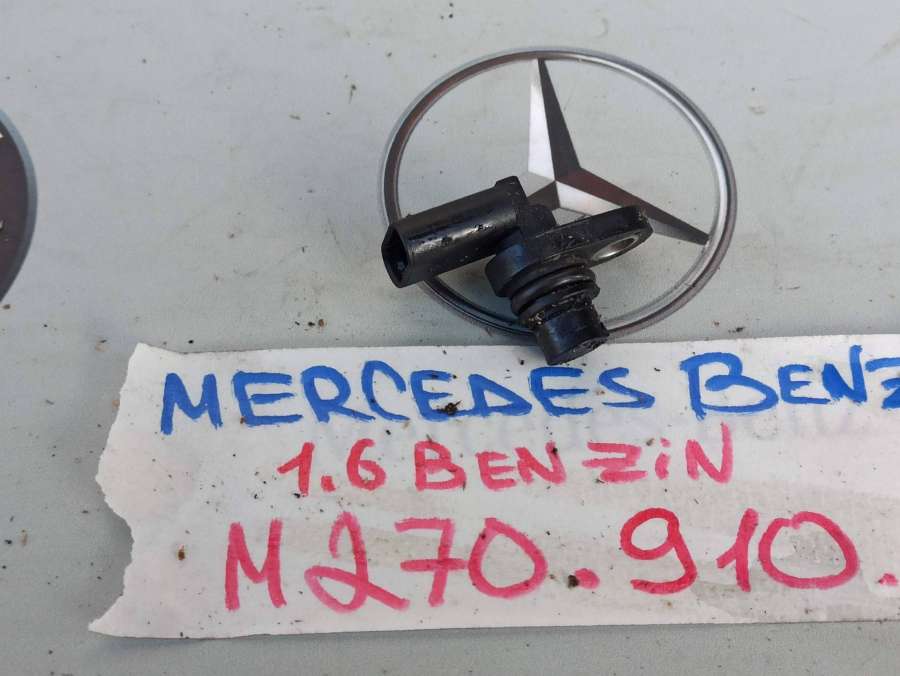 MERCEDES BENZ
1.6 BENZiN
M270.910.